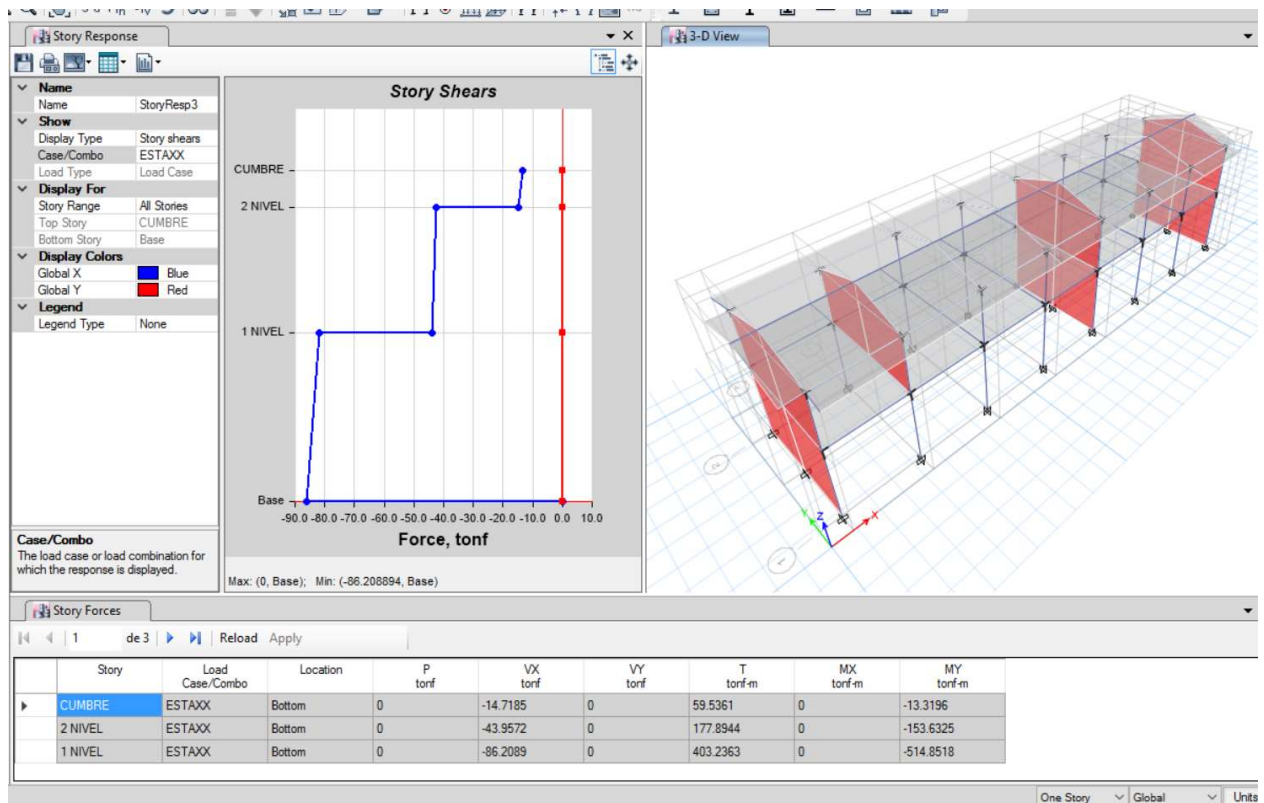 Story Response
3-D View
Name
Name StoryResp3
Show
Display Type Story shears
Case/Combo ESTAXX
Load Type Load Case
Display For
Story Range All Stories
Top Story CUMBRE
Bottom Story Base
Display Colors
Global X Blue
Global Y Red
Legend
Legend Type None
Case/Combo
The load case or load combination for
which the response is displayed.
Story Shears
CUMBRE
2 NIVEL
1 NIVEL
Base
-90.0 -80.0 -70.0 -60.0 -50.0 -40.0 -30.0 -20.0 -10.0 0.0 10.0
Force, tonf
Max: (0, Base); Min: (-86.208894, Base)
Z
Y
X
Story Forces
1 de 3 Reload Apply
Story Load Case/Combo Location P tonf VX tonf VY tonf T tonf-m MX tonf-m MY tonf-m
CUMBRE ESTAXX Bottom 0 -14.7185 0 59.5361 0 -13.3196
2 NIVEL ESTAXX Bottom 0 -43.9572 0 177.8944 0 -153.6325
1 NIVEL ESTAXX Bottom 0 -86.2089 0 403.2363 0 -514.8518
One Story Global Units